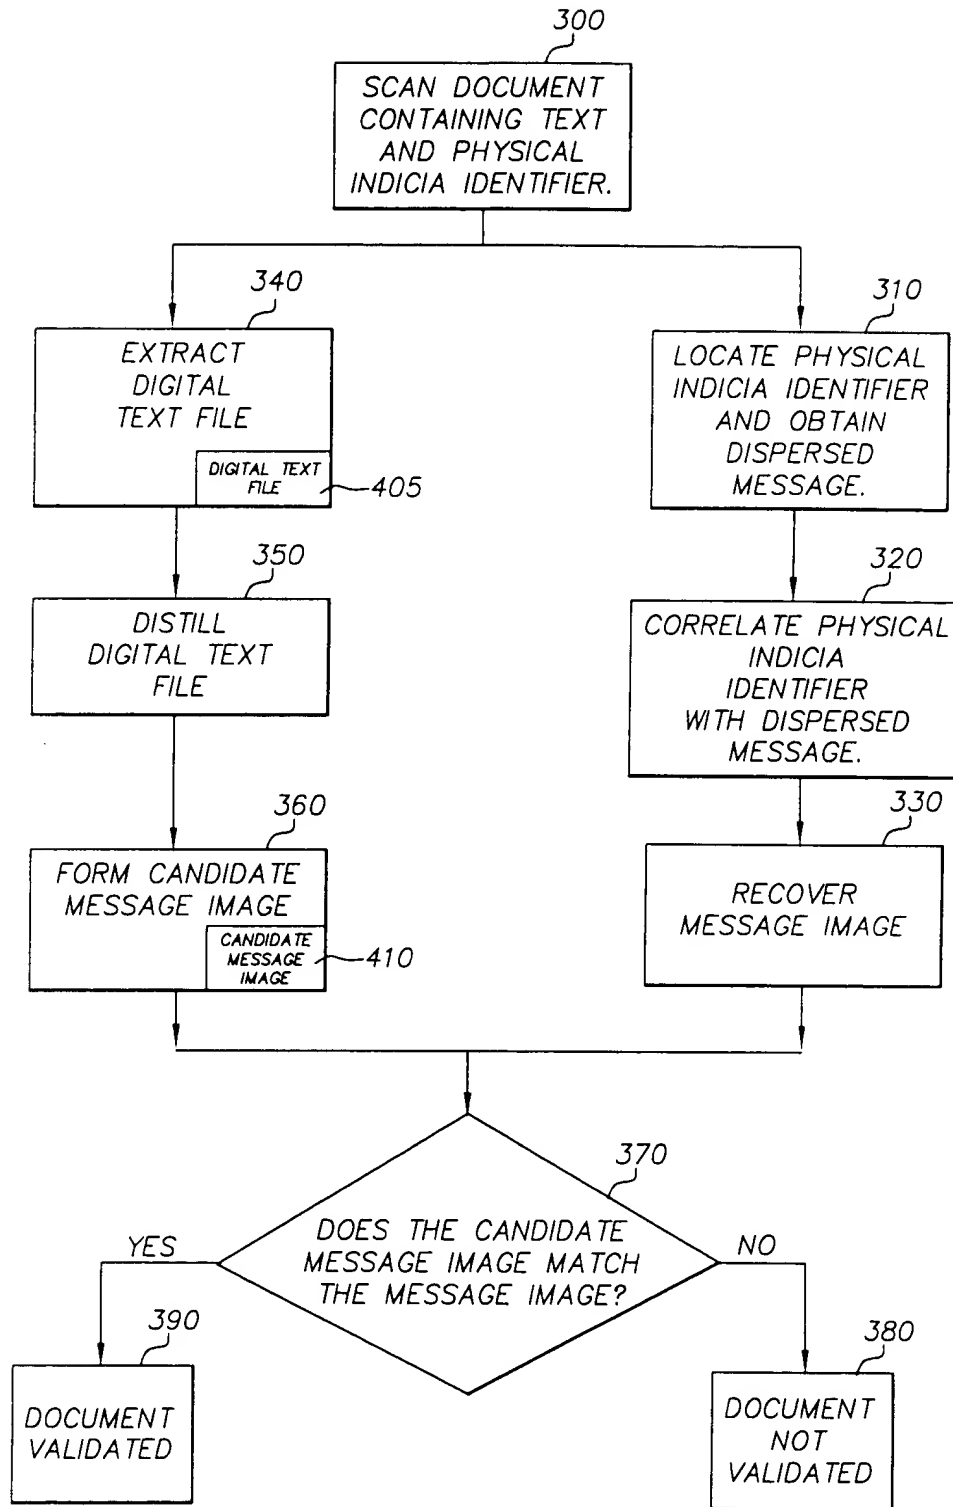 300
SCAN DOCUMENT
CONTAINING TEXT
AND PHYSICAL
INDICIA IDENTIFIER.
340
EXTRACT
DIGITAL
TEXT FILE
DIGITAL TEXT
FILE
405
310
LOCATE PHYSICAL
INDICIA IDENTIFIER
AND OBTAIN
DISPERSED
MESSAGE.
350
DISTILL
DIGITAL TEXT
FILE
320
CORRELATE PHYSICAL
INDICIA
IDENTIFIER
WITH DISPERSED
MESSAGE.
360
FORM CANDIDATE
MESSAGE IMAGE
CANDIDATE
MESSAGE
IMAGE
410
330
RECOVER
MESSAGE IMAGE
370
DOES THE CANDIDATE
MESSAGE IMAGE MATCH
THE MESSAGE IMAGE?
YES
NO
390
DOCUMENT
VALIDATED
380
DOCUMENT
NOT
VALIDATED